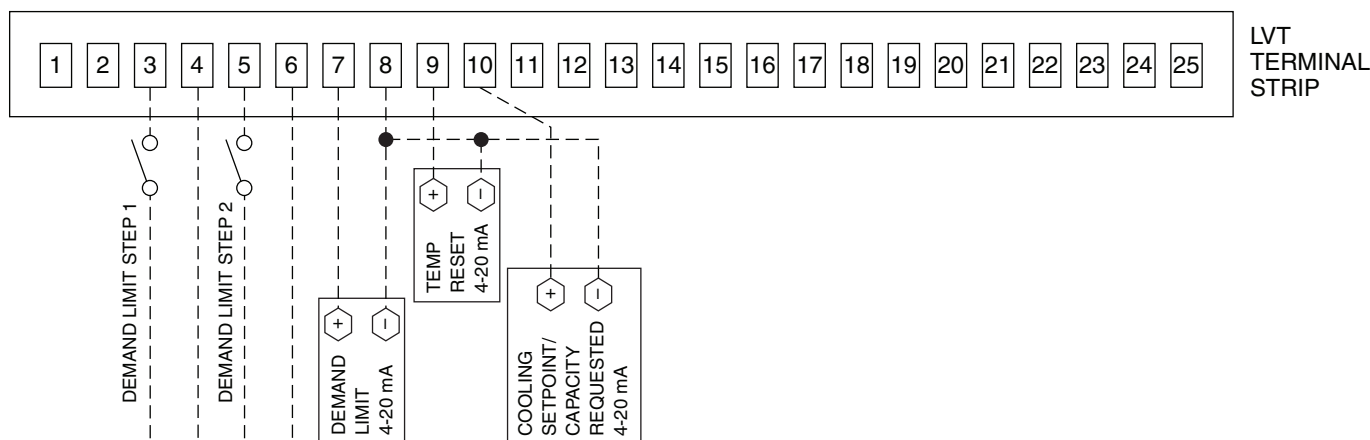 1 2 3 4 5 6 7 8 9 10 11 12 13 14 15 16 17 18 19 20 21 22 23 24 25
LVT
TERMINAL
STRIP
DEMAND LIMIT STEP 1
DEMAND LIMIT STEP 2
+ −
DEMAND
LIMIT
4-20 mA
+ −
TEMP
RESET
4-20 mA
+ −
COOLING
SETPOINT/
CAPACITY
REQUESTED
4-20 mA